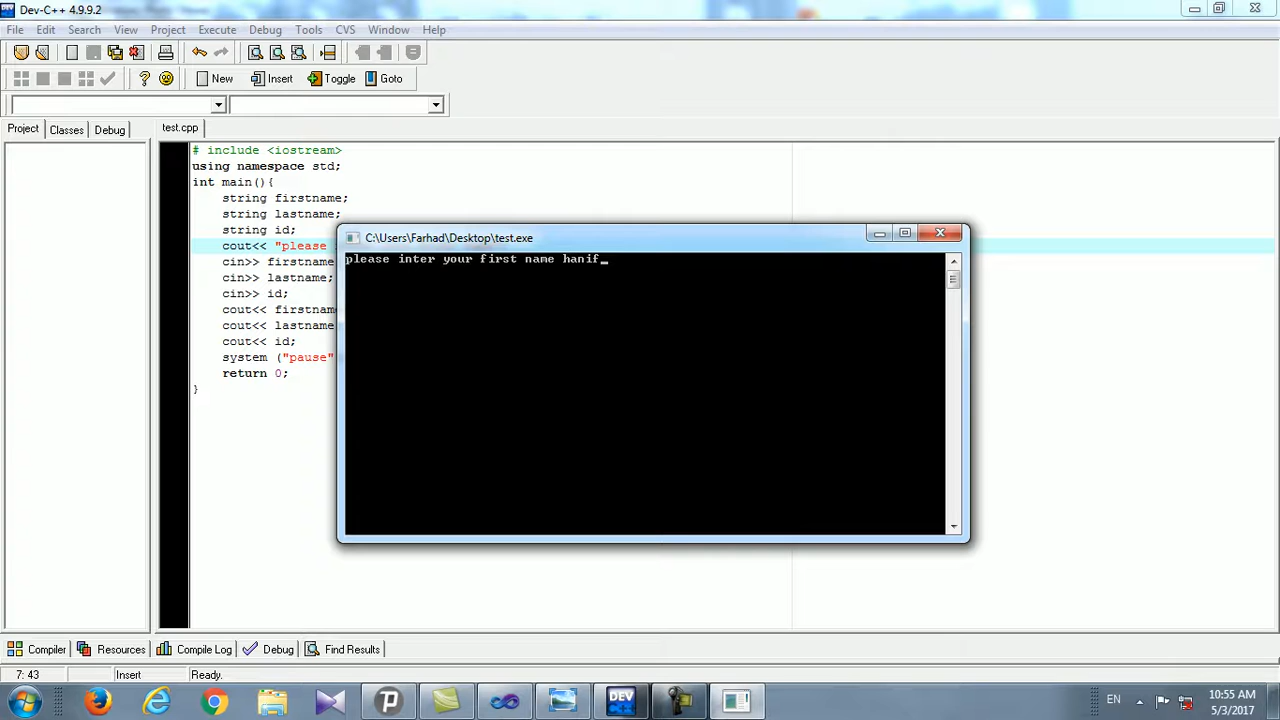 Dev-C++ 4.9.9.2
File Edit Search View Project Execute Debug Tools CVS Window Help
New Insert Toggle Goto
Project Classes Debug test.cpp
# include <iostream>
using namespace std;
int main(){
string firstname;
string lastname;
string id;
cout<< "please
cin>> firstname
cin>> lastname;
cin>> id;
cout<< firstnam
cout<< lastname
cout<< id;
system ("pause"
return 0;
}
C:\Users\Farhad\Desktop\test.exe
please inter your first name hanif_
Compiler Resources Compile Log Debug Find Results
7: 43 Insert Ready.
EN 10:55 AM
5/3/2017